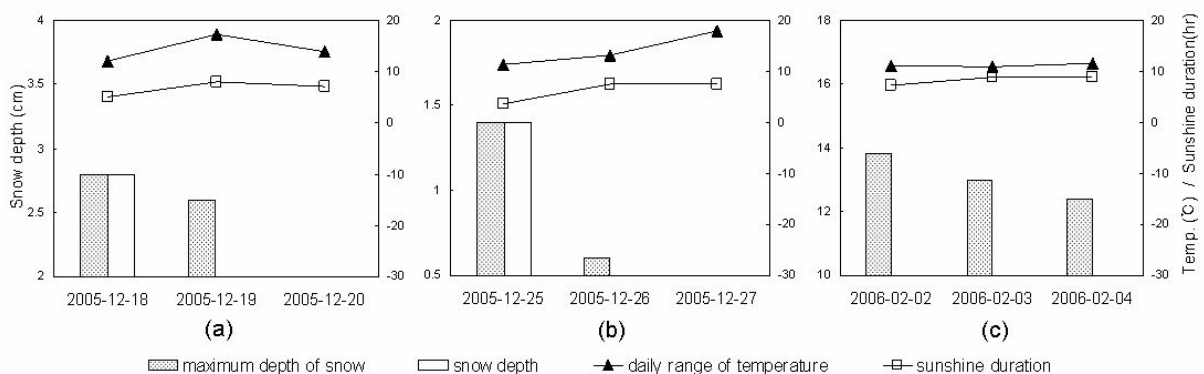 4 20 2 20 18 20
3.5 10 1.5 10 16 10
3 0 0 14 0
-10 1 -10 -10
2.5 -20 -20 12 -20
2 -30 0.5 -30 10 -30
Snow depth (cm)
Temp.(℃) / Sunshine duration(hr)
2005-12-18 2005-12-19 2005-12-20 2005-12-25 2005-12-26 2005-12-27 2006-02-02 2006-02-03 2006-02-04
(a) (b) (c)
maximum depth of snow snow depth daily range of temperature sunshine duration